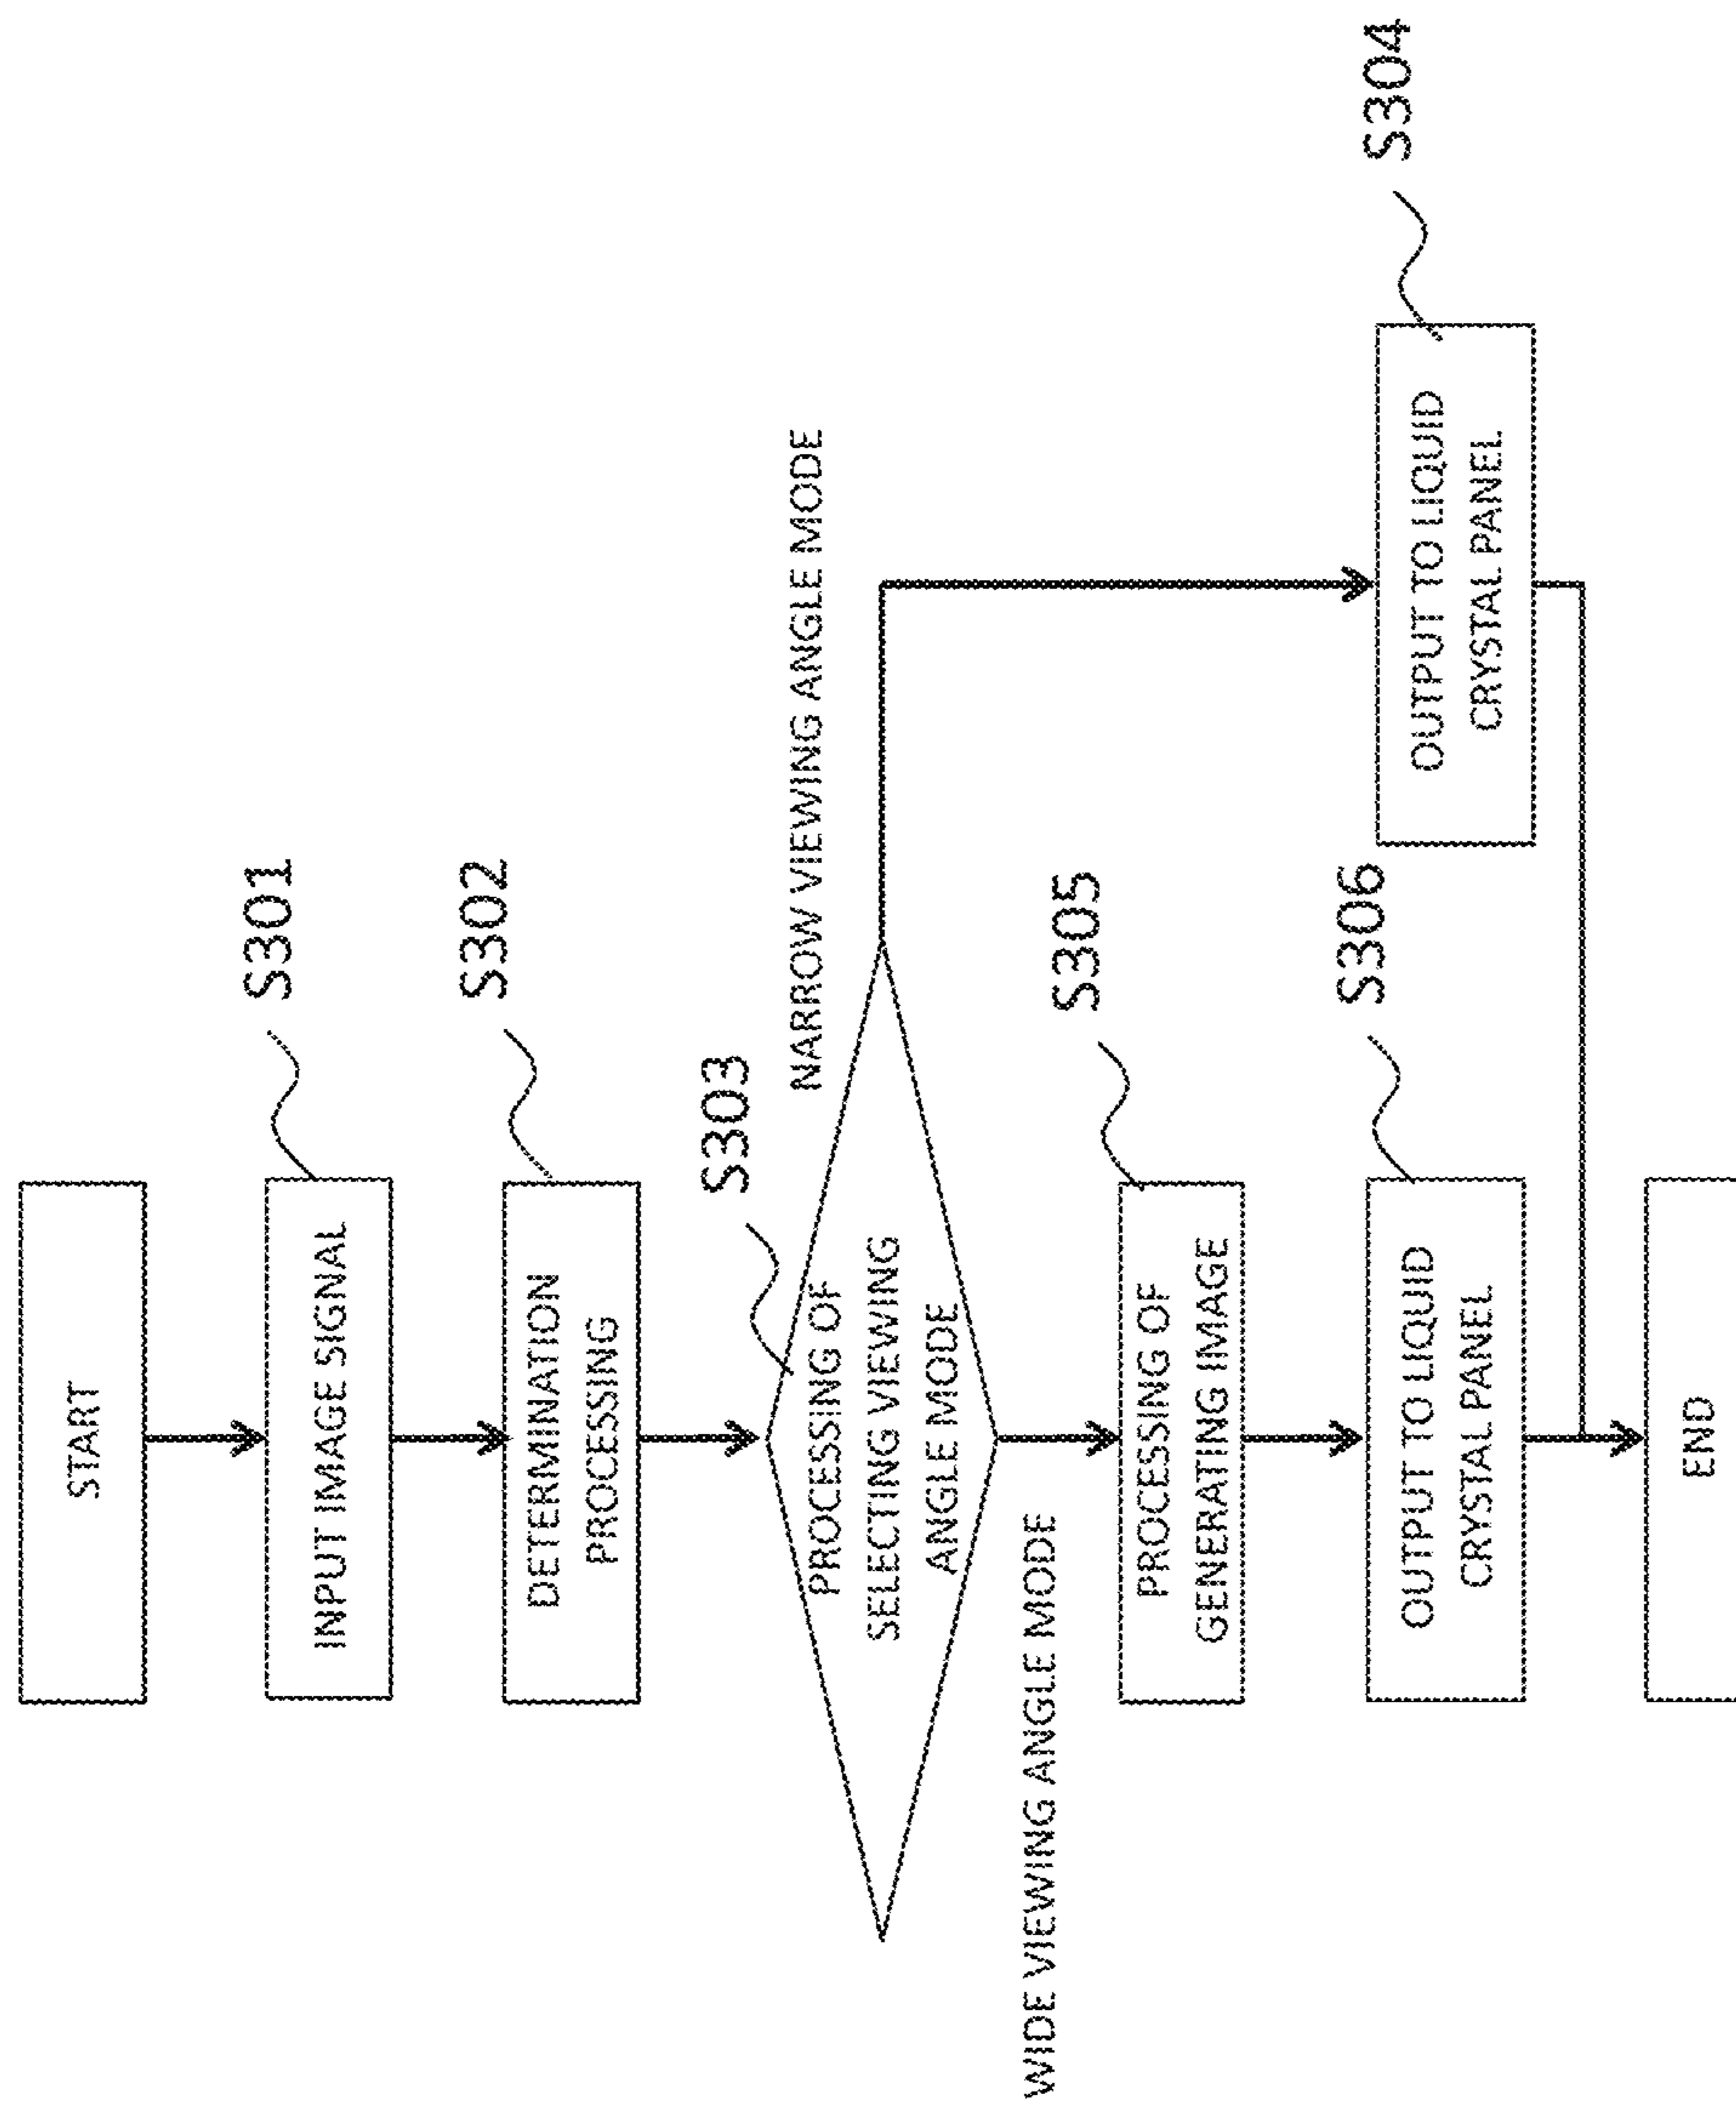 START
S301
INPUT IMAGE SIGNAL
S302
DETERMINATION
PROCESSING
S303
PROCESSING OF
SELECTING VIEWING
ANGLE MODE
NARROW VIEWING ANGLE MODE
WIDE VIEWING ANGLE MODE
S305
PROCESSING OF
GENERATING IMAGE
S306
OUTPUT TO LIQUID
CRYSTAL PANEL
S304
OUTPUT TO LIQUID
CRYSTAL PANEL
END